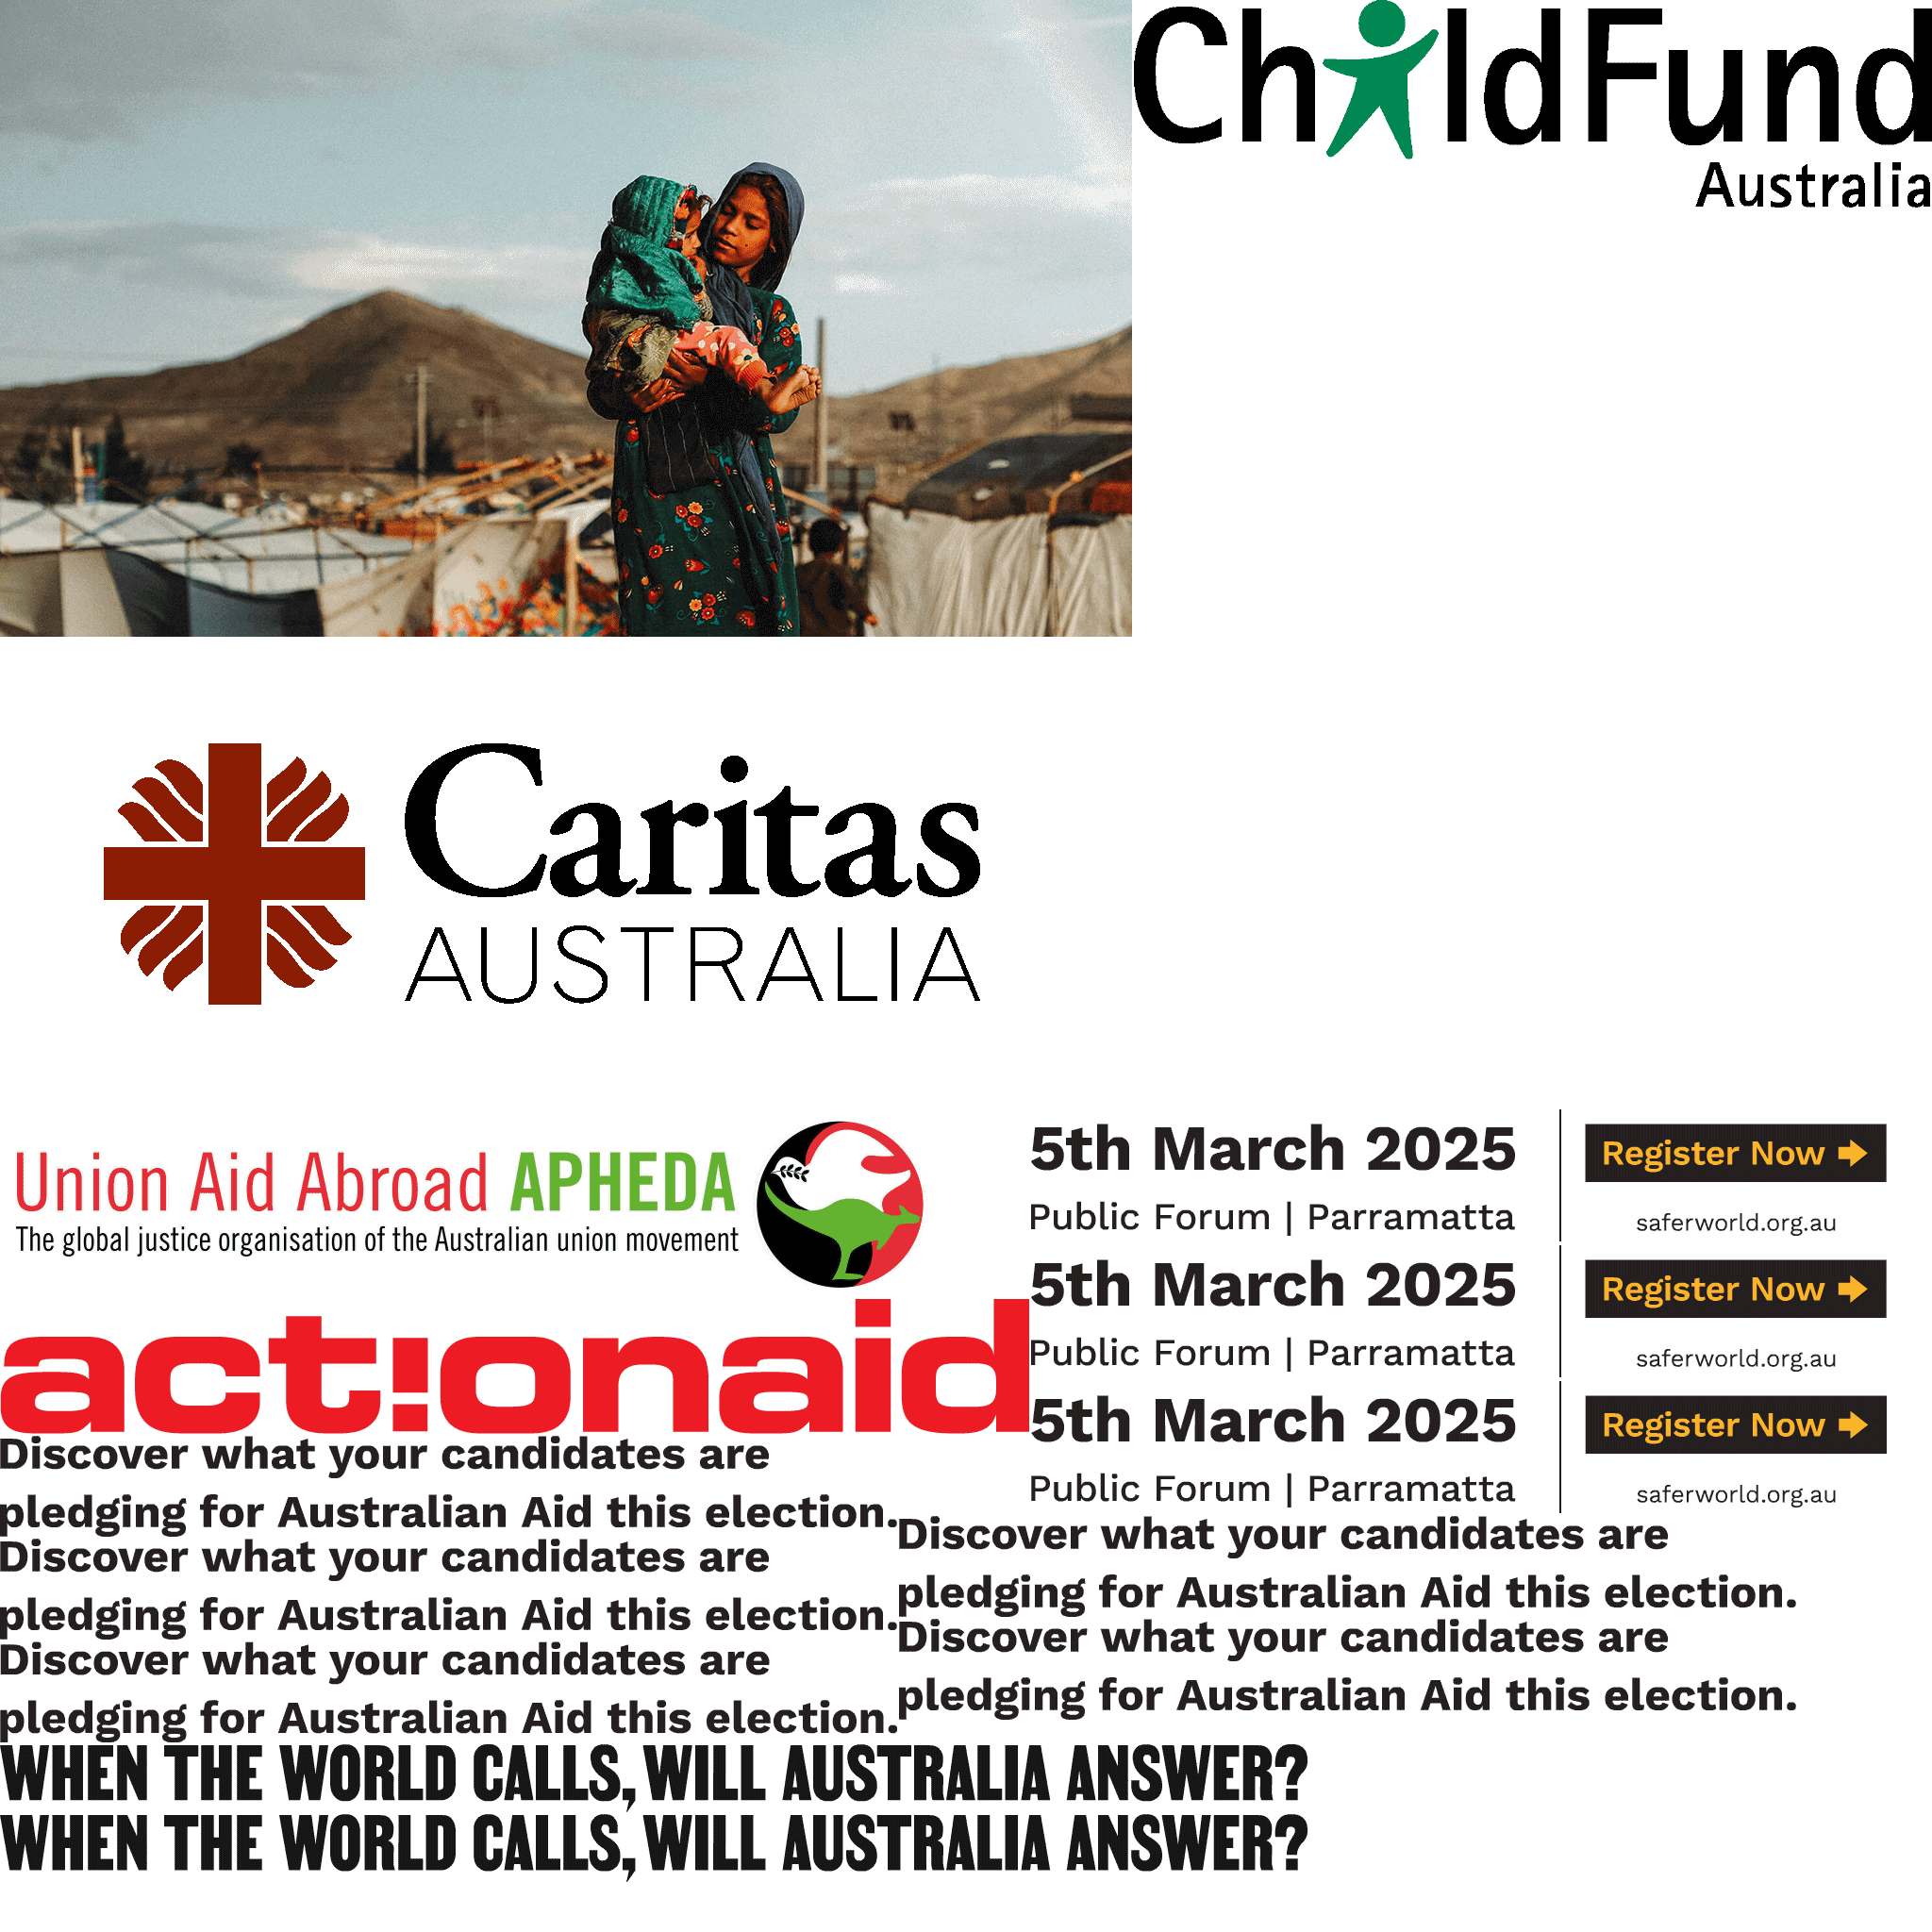 ChildFund
Australia
Caritas
AUSTRALIA
Union Aid Abroad APHEDA
The global justice organisation of the Australian union movement
actionaid
5th March 2025
Public Forum | Parramatta
Register Now
saferworld.org.au
5th March 2025
Public Forum | Parramatta
Register Now
saferworld.org.au
5th March 2025
Public Forum | Parramatta
Register Now
saferworld.org.au
Discover what your candidates are
pledging for Australian Aid this election.
Discover what your candidates are
pledging for Australian Aid this election.
Discover what your candidates are
pledging for Australian Aid this election.
Discover what your candidates are
pledging for Australian Aid this election.
Discover what your candidates are
pledging for Australian Aid this election.
WHEN THE WORLD CALLS, WILL AUSTRALIA ANSWER?
WHEN THE WORLD CALLS, WILL AUSTRALIA ANSWER?